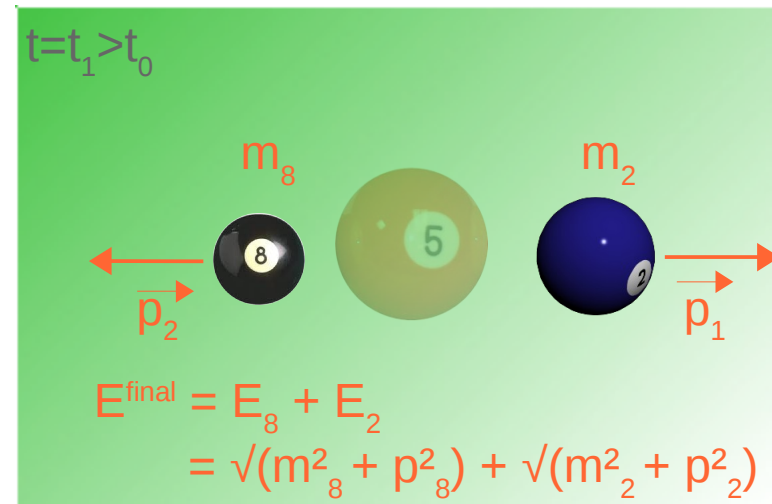 t=t₁>t₀
m₈
m₂
8
5
2
p₂
p₁
Eᶠⁱⁿᵃˡ = E₈ + E₂
= √(m²₈ + p²₈) + √(m²₂ + p²₂)